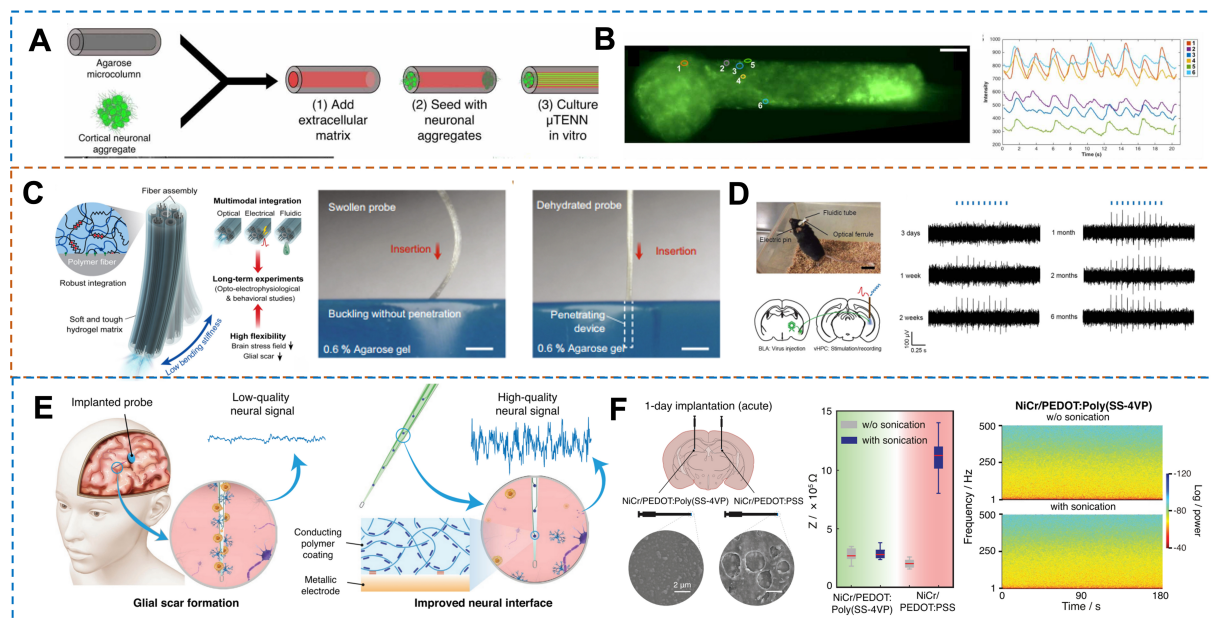 A
Agarose
microcolumn
Cortical neuronal
aggregate
(1) Add
extracellular
matrix
(2) Seed with
neuronal
aggregates
(3) Culture
µTENN
in vitro
B
1
2
3
4
5
6
Intensity
1000
900
800
700
600
500
400
300
200
0 2 4 6 8 10 12 14 16 18 20
Time (s)
1
2
3
4
5
6
C
Fiber assembly
Polymer fiber
Robust integration
Soft and tough
hydrogel matrix
Low bending stiffness
Multimodal integration
Optical Electrical Fluidic
Long-term experiments
(Opto-electrophysiological
& behavioral studies)
High flexibility
Brain stress field
Glial scar
Swollen probe
Insertion
Buckling without penetration
0.6 % Agarose gel
Dehydrated probe
Insertion
Penetrating
device
0.6 % Agarose gel
D
Fluidic tube
Electric pin
Optical ferrule
BLA: Virus injection
vHPC: Stimulation/recording
3 days
1 week
2 weeks
1 month
2 months
6 months
100 µV
0.25 s
E
Implanted probe
Low-quality
neural signal
Glial scar formation
High-quality
neural signal
Conducting
polymer
coating
Metallic
electrode
Improved neural interface
F
1-day implantation (acute)
NiCr/PEDOT:Poly(SS-4VP)
NiCr/PEDOT:PSS
2 µm
Z / × 10⁵ Ω
15
10
5
0
w/o sonication
with sonication
NiCr/PEDOT:
Poly(SS-4VP)
NiCr/
PEDOT:PSS
NiCr/PEDOT:Poly(SS-4VP)
w/o sonication
500
250
1
with sonication
500
250
1
Frequency / Hz
0 90 180
Time / s
-120
-80
-40
Log / power